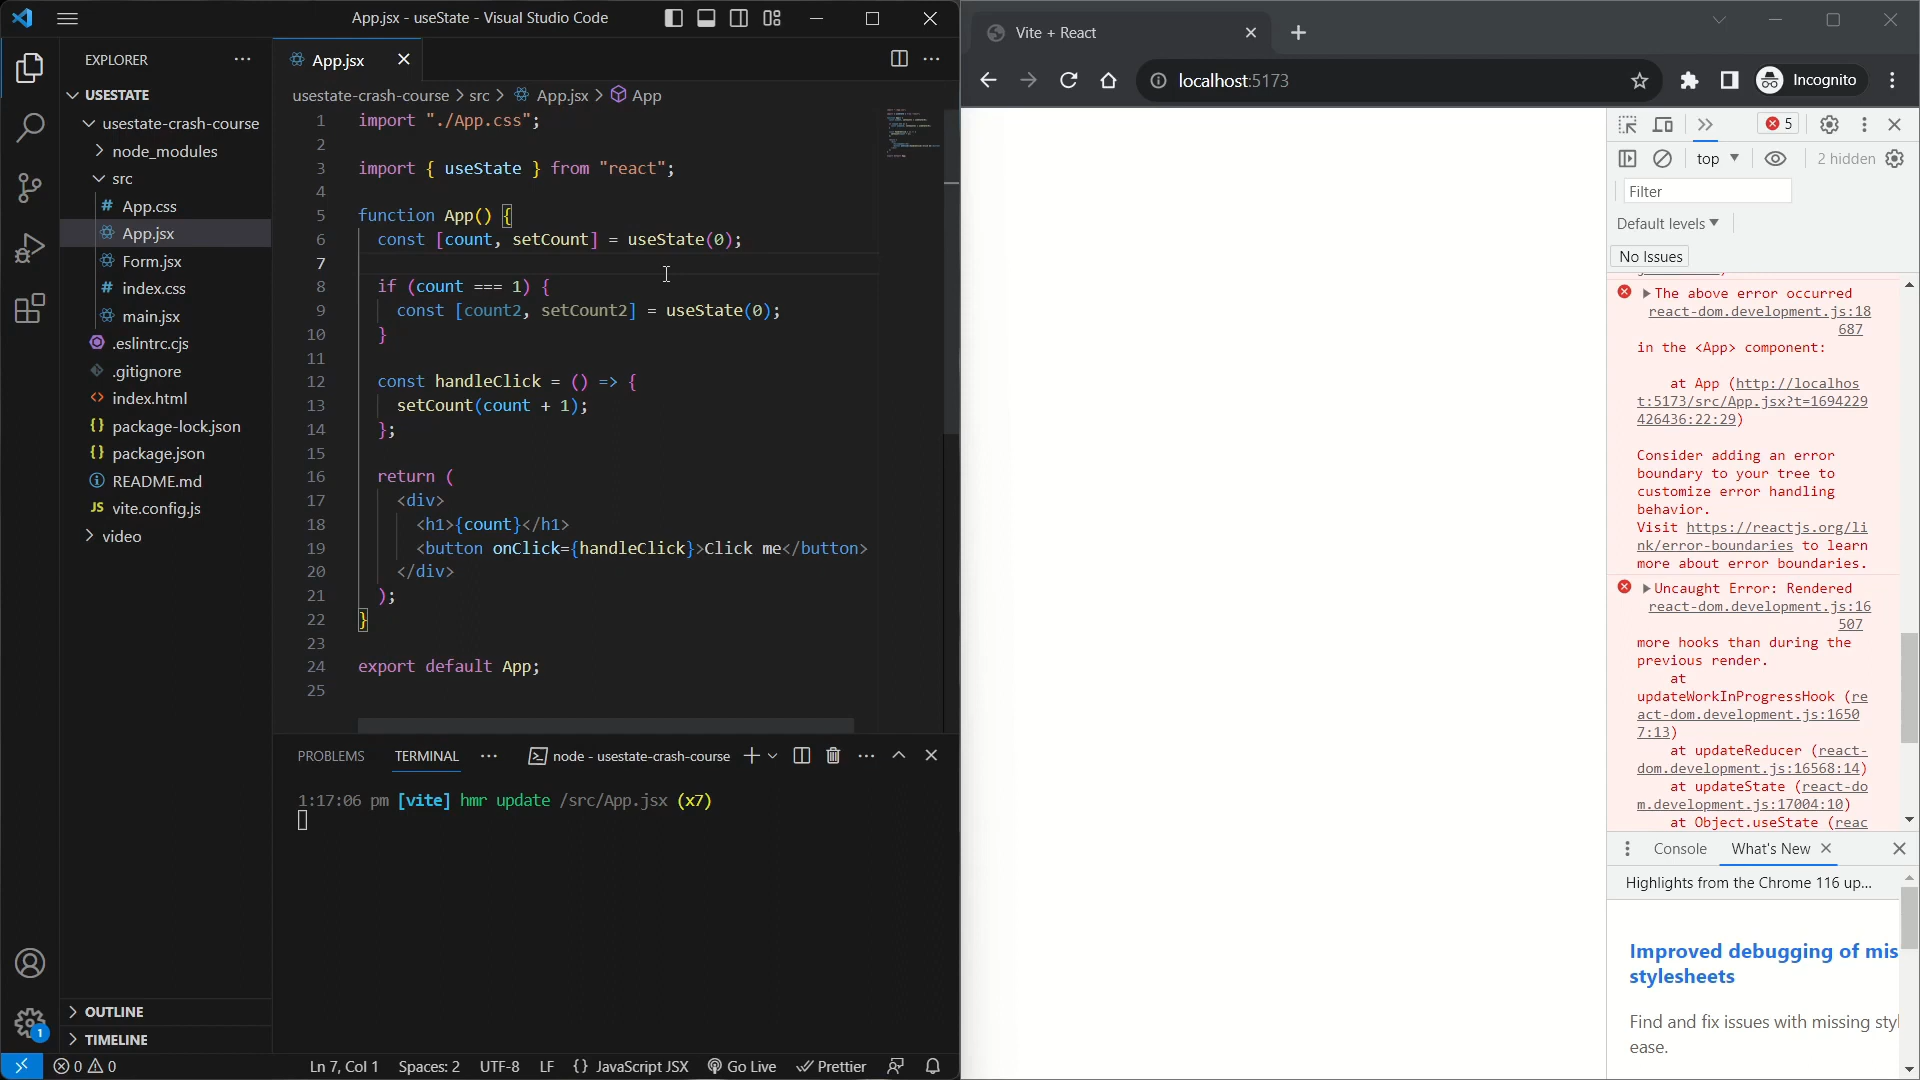 App.jsx - useState - Visual Studio Code
EXPLORER
USESTATE
usestate-crash-course
node_modules
src
# App.css
App.jsx
Form.jsx
# index.css
main.jsx
.eslintrc.cjs
.gitignore
<> index.html
{} package-lock.json
{} package.json
README.md
JS vite.config.js
video
OUTLINE
TIMELINE
1
App.jsx
usestate-crash-course > src > App.jsx > App
1 import "./App.css";
2
3 import { useState } from "react";
4
5 function App() {
6 const [count, setCount] = useState(0);
7
8 if (count === 1) {
9 const [count2, setCount2] = useState(0);
10 }
11
12 const handleClick = () => {
13 setCount(count + 1);
14 };
15
16 return (
17 <div>
18 <h1>{count}</h1>
19 <button onClick={handleClick}>Click me</button>
20 </div>
21 );
22 }
23
24 export default App;
25
PROBLEMS TERMINAL node - usestate-crash-course
1:17:06 pm [vite] hmr update /src/App.jsx (x7)
0 0 Ln 7, Col 1 Spaces: 2 UTF-8 LF {} JavaScript JSX Go Live Prettier
Vite + React
localhost:5173
Incognito
5
top
2 hidden
Filter
Default levels
No Issues
The above error occurred
react-dom.development.js:18
687
in the <App> component:
at App (http://localhos
t:5173/src/App.jsx?t=1694229
426436:22:29)
Consider adding an error
boundary to your tree to
customize error handling
behavior.
Visit https://reactjs.org/li
nk/error-boundaries to learn
more about error boundaries.
Uncaught Error: Rendered
react-dom.development.js:16
507
more hooks than during the
previous render.
at
updateWorkInProgressHook (re
act-dom.development.js:1650
7:13)
at updateReducer (react-
dom.development.js:16568:14)
at updateState (react-do
m.development.js:17004:10)
at Object.useState (reac
Console What's New
Highlights from the Chrome 116 up...
Improved debugging of mis
stylesheets
Find and fix issues with missing styl
ease.